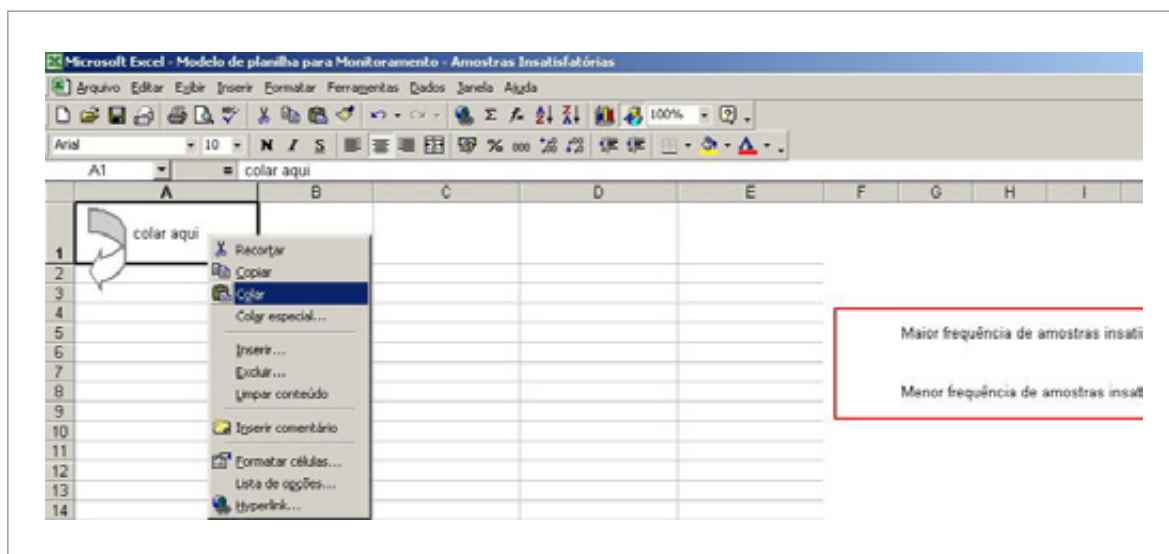 Microsoft Excel - Modelo de planilha para Monitoramento - Amostras Insatisfatórias
Arquivo Editar Exibir Inserir Formatar Ferramentas Dados Janela Ajuda
100%
Arial 10 N I S % 000
A1 = colar aqui
A B C D E F G H I
1 colar aqui
Recortar
2 Copiar
3 Colar
4 Colar especial...
5 Maior frequência de amostras insati
6 Inserir...
7 Excluir...
8 Limpar conteúdo Menor frequência de amostras insat
9
10 Inserir comentário
11
12 Formatar células...
13 Lista de opções...
14 Hyperlink...